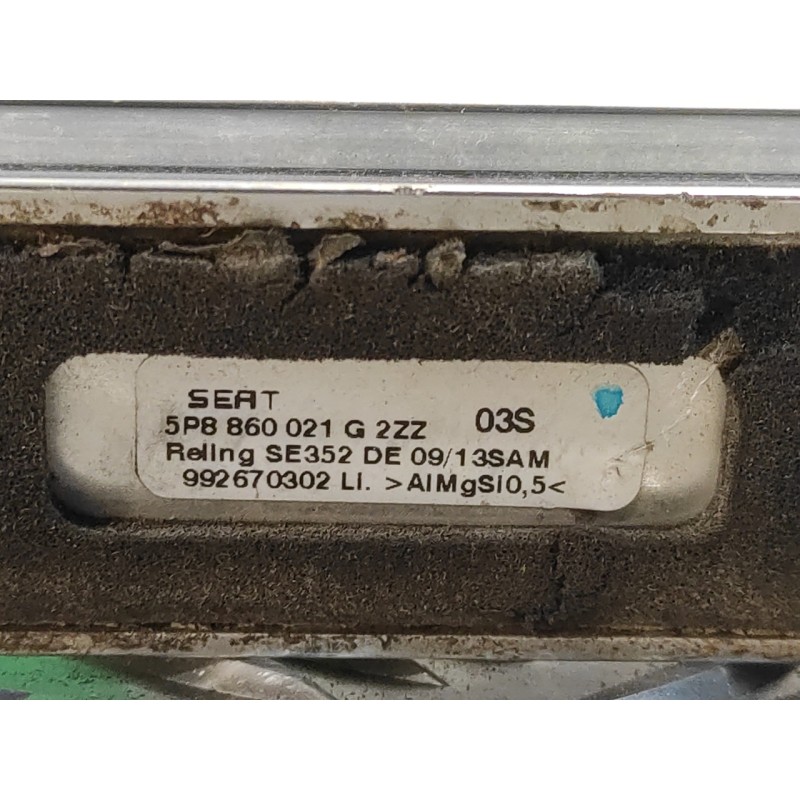 SEAT
5P8 860 021 G 2ZZ 03S
Reling SE352 DE 09/13SAM
992670302 LI. >AlMgSi0,5<